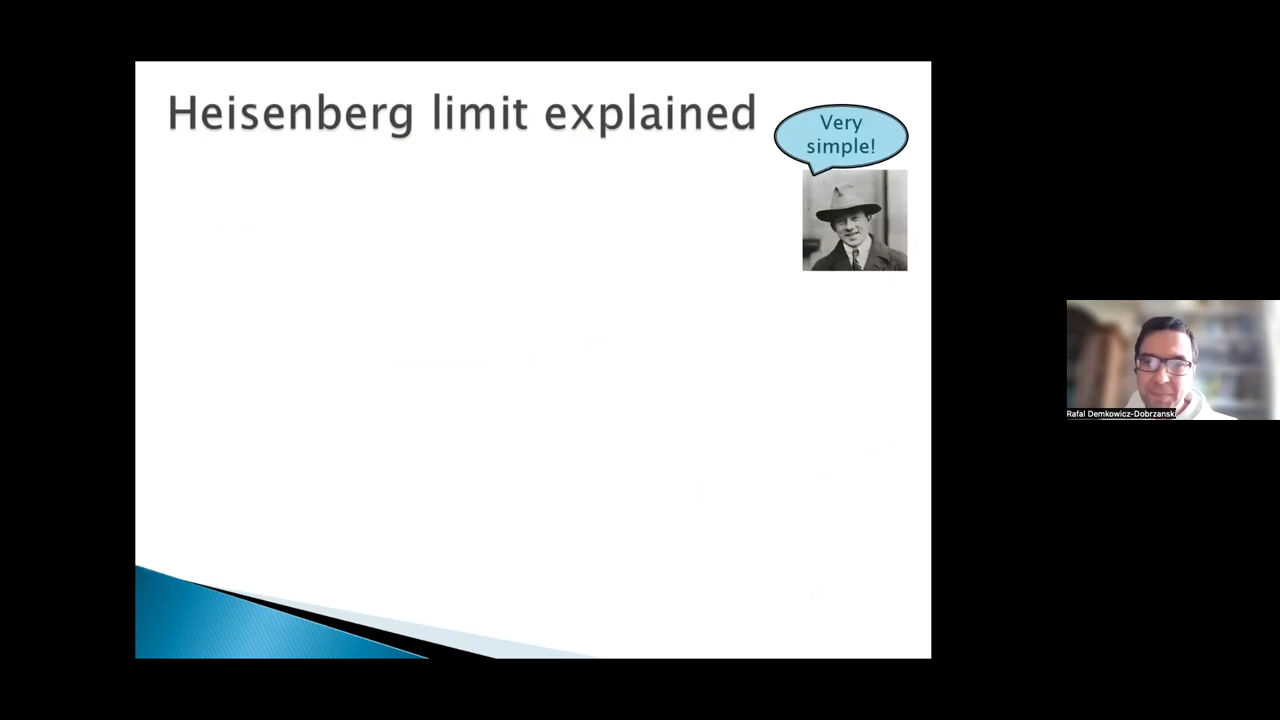 Heisenberg limit explained
Very
simple!
Rafal Demkowicz-Dobrzanski